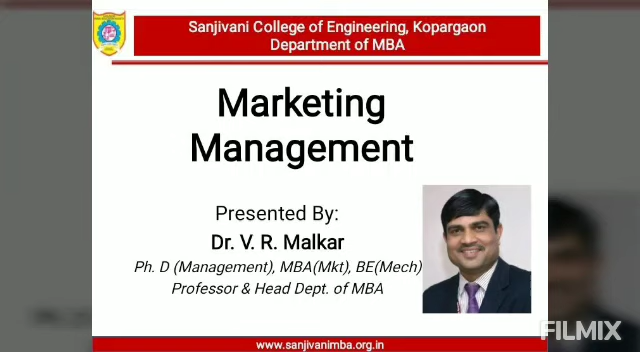 Sanjivani College of Engineering, Kopargaon
Department of MBA
Marketing
Management
Presented By:
Dr. V. R. Malkar
Ph. D (Management), MBA(Mkt), BE(Mech)
Professor & Head Dept. of MBA
www.sanjivanimba.org.in
FILMIX